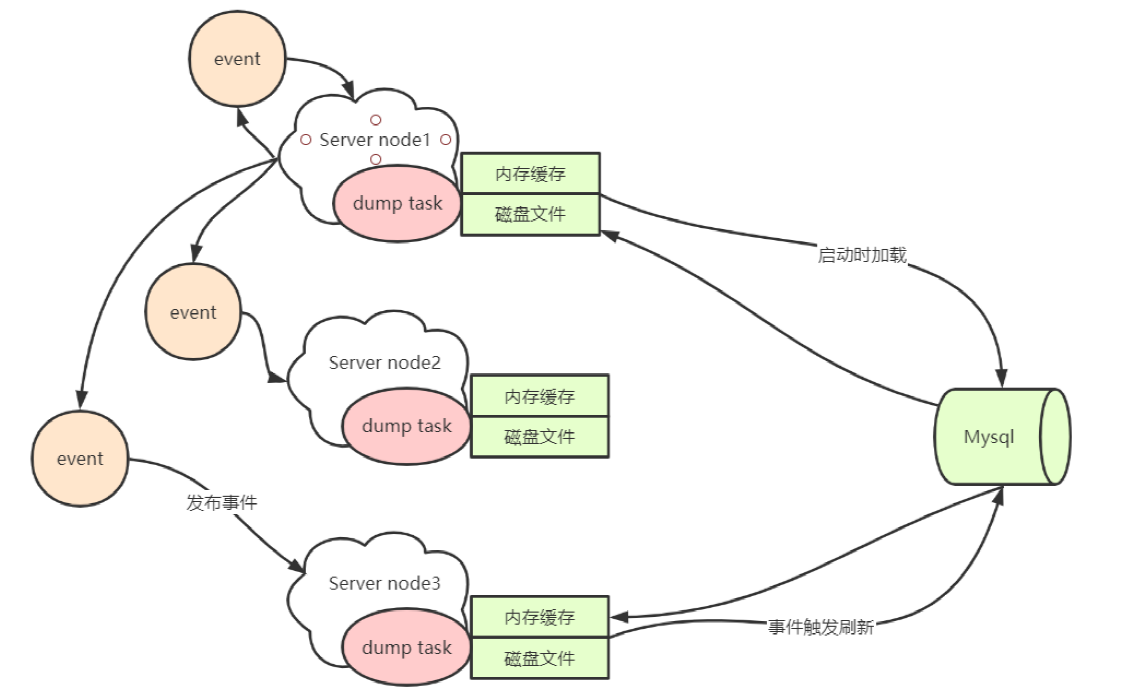 event
Server node1
内存缓存
dump task
磁盘文件
启动时加载
event
Server node2
内存缓存
dump task
磁盘文件
Mysql
event
发布事件
Server node3
内存缓存
事件触发刷新
dump task
磁盘文件